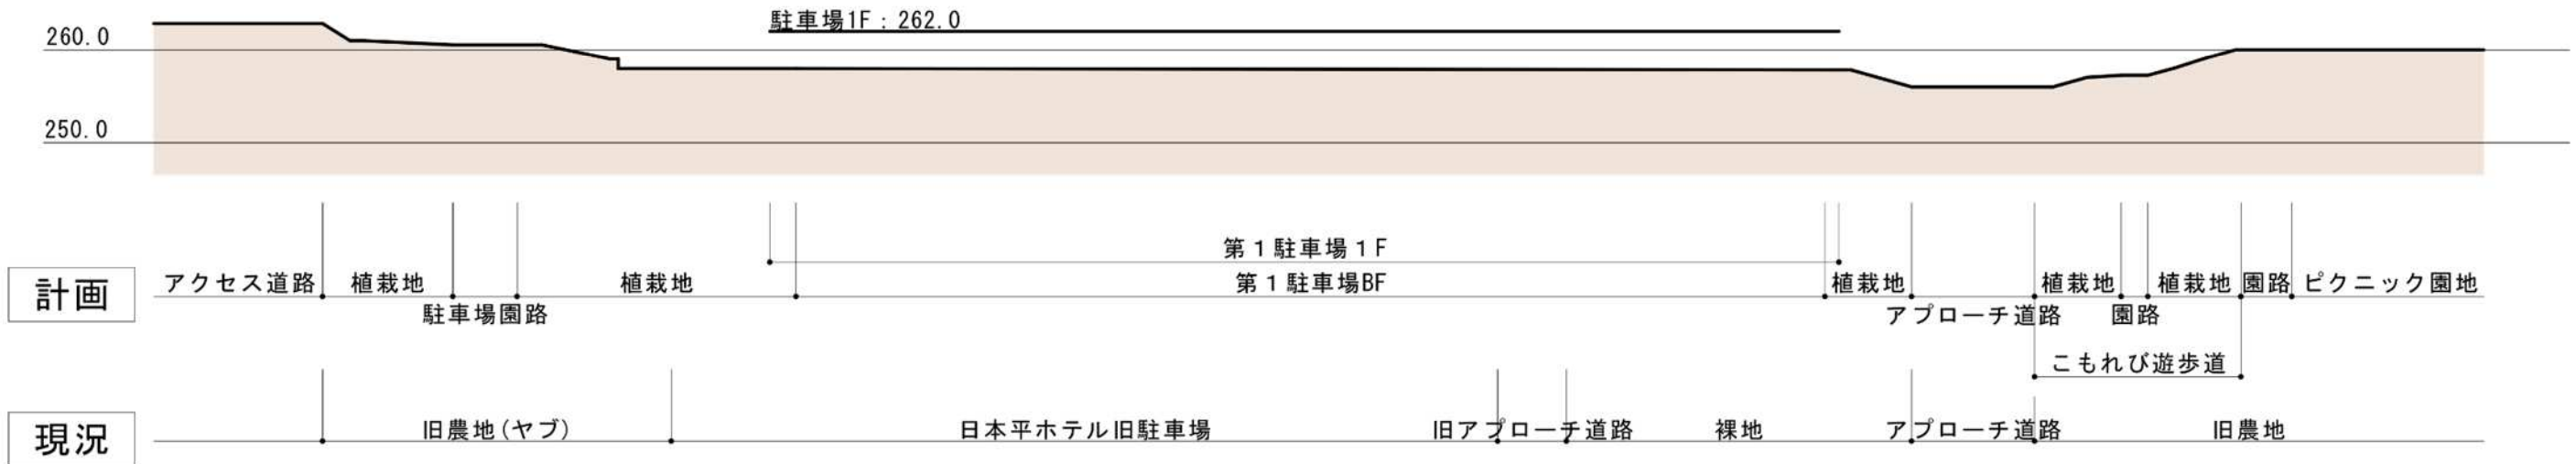 駐車場1F：262.0
260.0
250.0
第１駐車場１F
計画
アクセス道路 植栽地 植栽地 第１駐車場BF 植栽地 植栽地 植栽地 園路 ピクニック園地
駐車場園路 アプローチ道路 園路
こもれび遊歩道
現況
旧農地(ヤブ) 日本平ホテル旧駐車場 旧アプローチ道路 裸地 アプローチ道路 旧農地